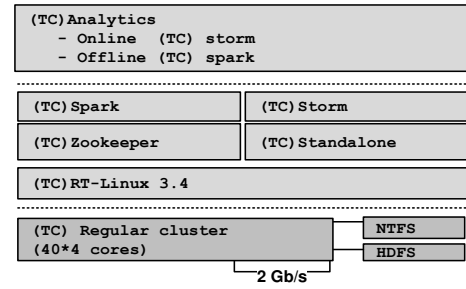 (TC)Analytics
- Online (TC) storm
- Offline (TC) spark
(TC)Spark
(TC)Storm
(TC)Zookeeper
(TC)Standalone
(TC)RT-Linux 3.4
(TC) Regular cluster
(40*4 cores)
NTFS
HDFS
2 Gb/s